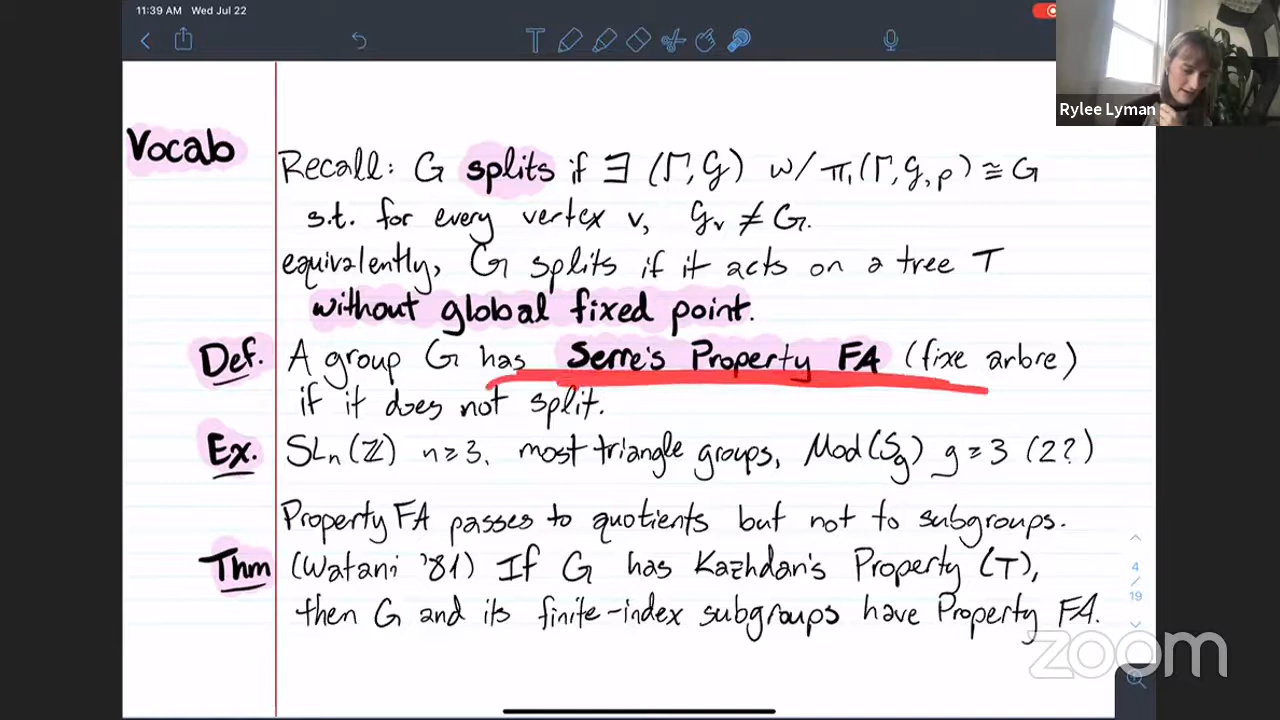 11:39 AM Wed Jul 22
Rylee Lyman
Vocab
Recall: G splits if ∃ (Γ, 𝒢) w/ π₁(Γ, 𝒢, p) ≅ G
s.t. for every vertex v, 𝒢ᵥ ≠ G.
equivalently, G splits if it acts on a tree T
without global fixed point.
Def. A group G has Serre's Property FA (fixe arbre)
if it does not split.
Ex. SLₙ(ℤ) n ≥ 3, most triangle groups, Mod(S_g) g ≥ 3 (2?)
Property FA passes to quotients but not to subgroups.
Thm (Watani '81) If G has Kazhdan's Property (T),
then G and its finite-index subgroups have Property FA.
4
/
19
zoom